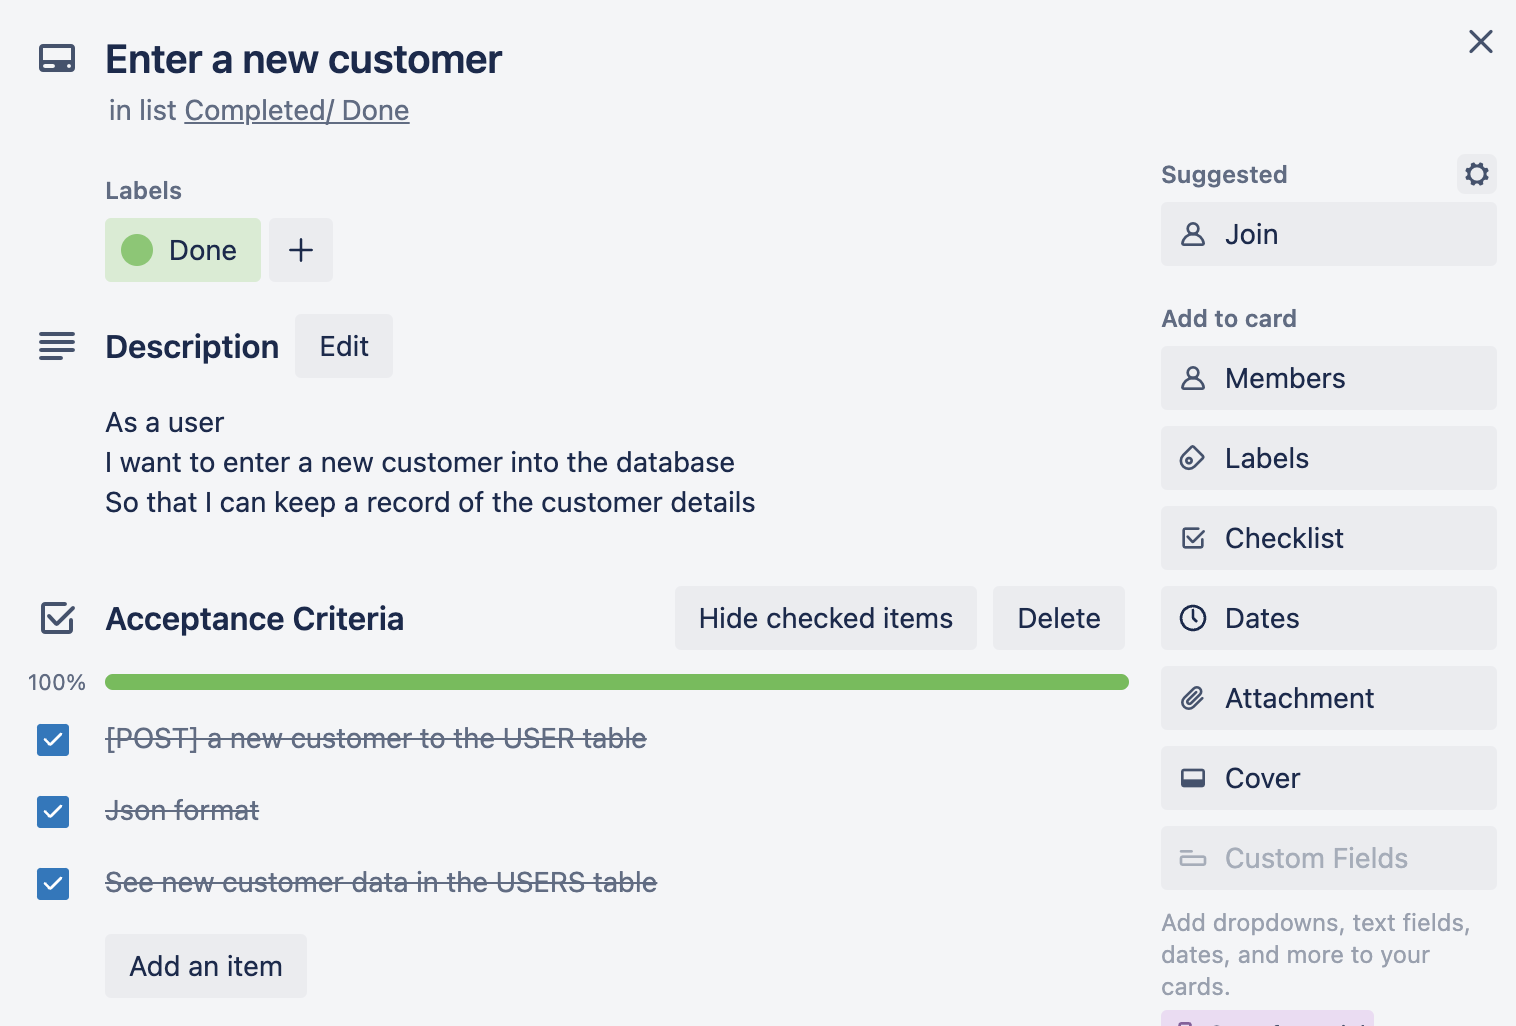 Enter a new customer
in list Completed/ Done
Labels
Done
Description Edit
As a user
I want to enter a new customer into the database
So that I can keep a record of the customer details
Acceptance Criteria Hide checked items Delete
100%
[POST] a new customer to the USER table
Json format
See new customer data in the USERS table
Add an item
Suggested
Join
Add to card
Members
Labels
Checklist
Dates
Attachment
Cover
Custom Fields
Add dropdowns, text fields,
dates, and more to your
cards.